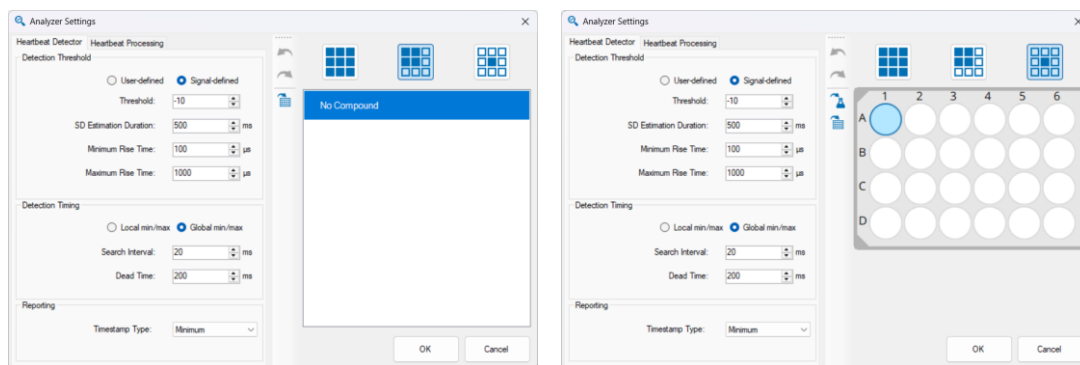 Analyzer Settings
Heartbeat Detector Heartbeat Processing
Detection Threshold
User-defined Signal-defined
Threshold: -10
SD Estimation Duration: 500 ms
Minimum Rise Time: 100 µs
Maximum Rise Time: 1000 µs
Detection Timing
Local min/max Global min/max
Search Interval: 20 ms
Dead Time: 200 ms
Reporting
Timestamp Type: Minimum
No Compound
OK Cancel
Analyzer Settings
Heartbeat Detector Heartbeat Processing
Detection Threshold
User-defined Signal-defined
Threshold: -10
SD Estimation Duration: 500 ms
Minimum Rise Time: 100 µs
Maximum Rise Time: 1000 µs
Detection Timing
Local min/max Global min/max
Search Interval: 20 ms
Dead Time: 200 ms
Reporting
Timestamp Type: Minimum
1 2 3 4 5 6
A
B
C
D
OK Cancel